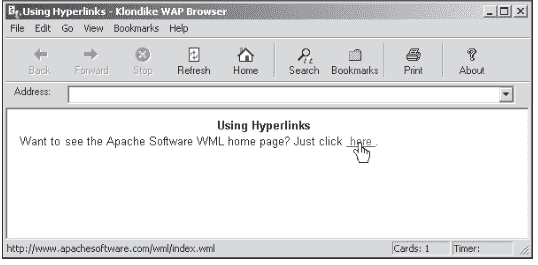 Using Hyperlinks - Klondike WAP Browser
File Edit Go View Bookmarks Help
Back Forward Stop Refresh Home Search Bookmarks Print About
Address:
Using Hyperlinks
Want to see the Apache Software WML home page? Just click here.
http://www.apachesoftware.com/wml/index.wml Cards: 1 Timer: